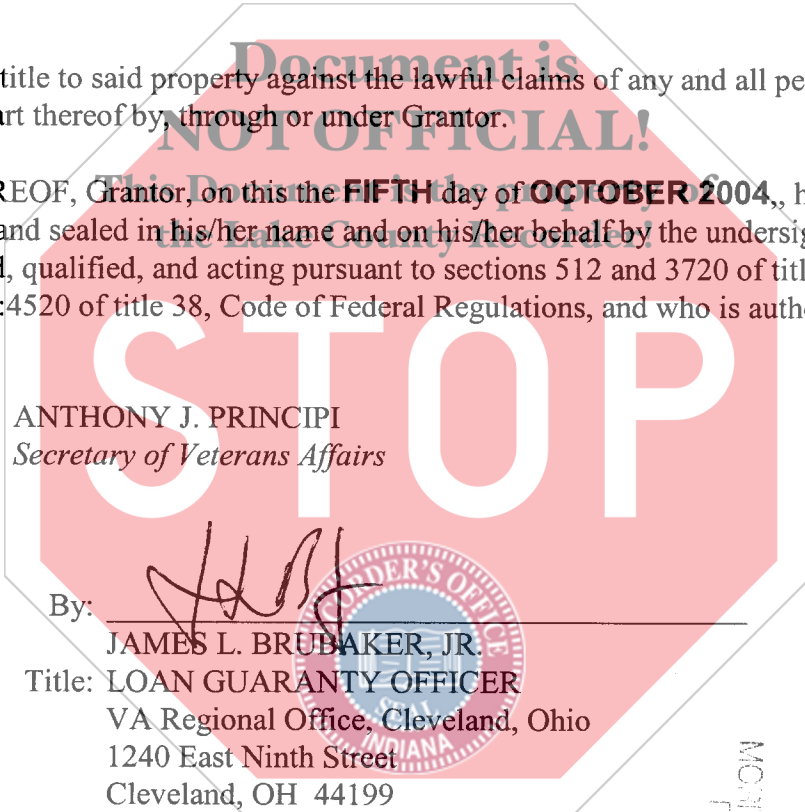 Document is
title to said property against the lawful claims of any and all pe
art thereof by, through or under Grantor.
NOT OFFICIAL!
This Document is the property of
REOF, Grantor, on this the FIFTH day of OCTOBER 2004,, h
the Lake County Recorder!
and sealed in his/her name and on his/her behalf by the undersig
d, qualified, and acting pursuant to sections 512 and 3720 of titl
:4520 of title 38, Code of Federal Regulations, and who is autho
STOP
ANTHONY J. PRINCIPI
Secretary of Veterans Affairs
By:
JAMES L. BRUBAKER, JR.
Title: LOAN GUARANTY OFFICER
VA Regional Office, Cleveland, Ohio
1240 East Ninth Street
Cleveland, OH 44199
CORDER'S OFFICE
SEAL
INDIANA